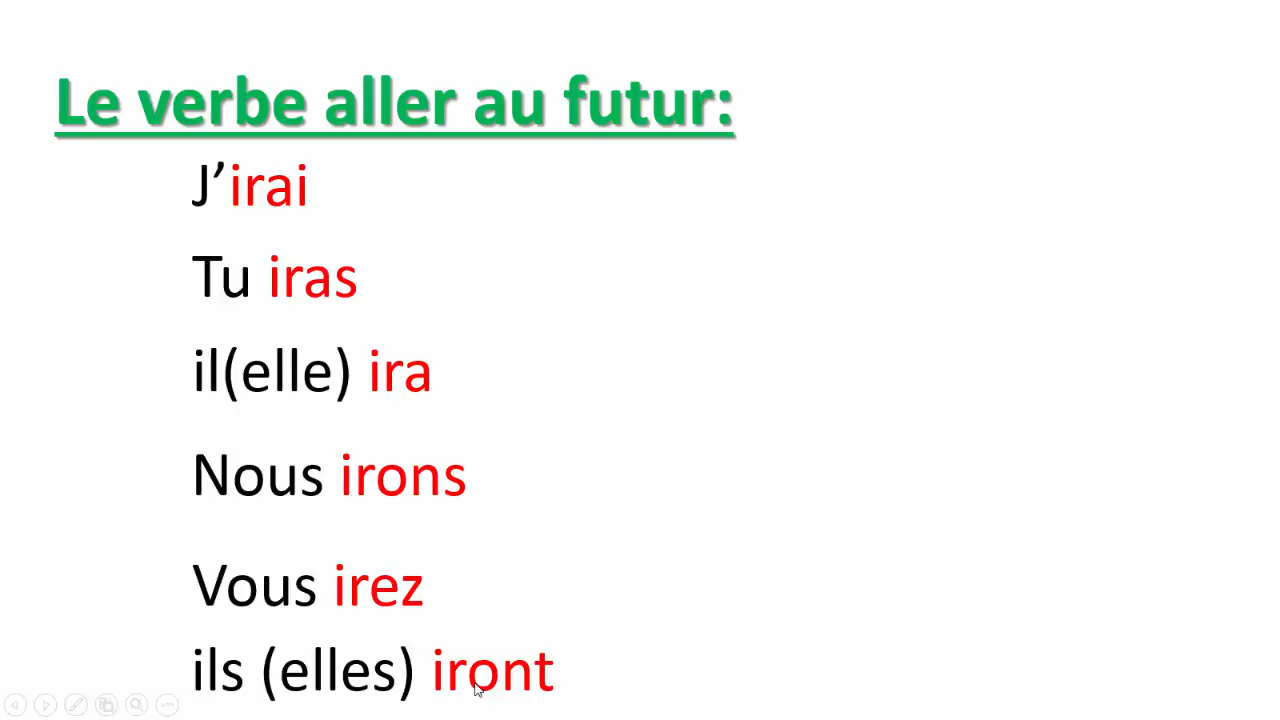 Le verbe aller au futur:
J’irai
Tu iras
il(elle) ira
Nous irons
Vous irez
ils (elles) iront